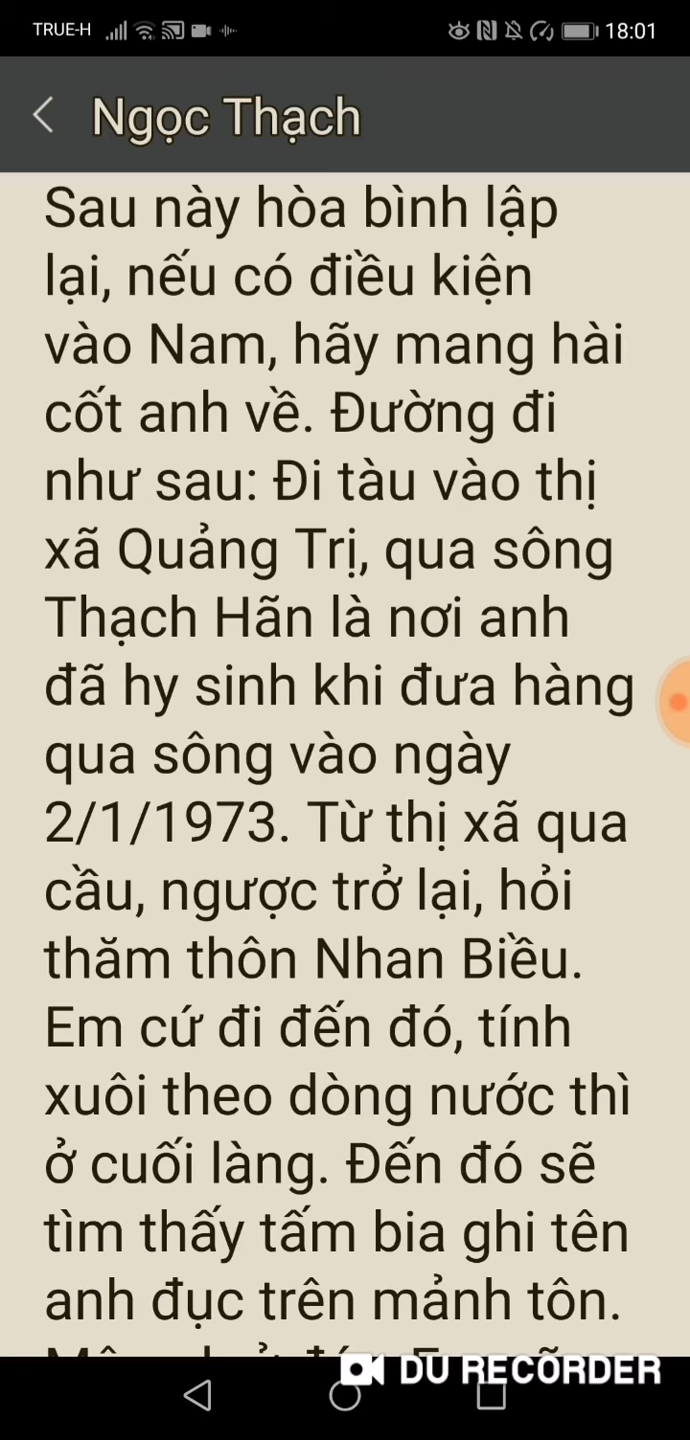 TRUE-H 18:01
Ngọc Thạch
Sau này hòa bình lập
lại, nếu có điều kiện
vào Nam, hãy mang hài
cốt anh về. Đường đi
như sau: Đi tàu vào thị
xã Quảng Trị, qua sông
Thạch Hãn là nơi anh
đã hy sinh khi đưa hàng
qua sông vào ngày
2/1/1973. Từ thị xã qua
cầu, ngược trở lại, hỏi
thăm thôn Nhan Biều.
Em cứ đi đến đó, tính
xuôi theo dòng nước thì
ở cuối làng. Đến đó sẽ
tìm thấy tấm bia ghi tên
anh đục trên mảnh tôn.
DU RECORDER